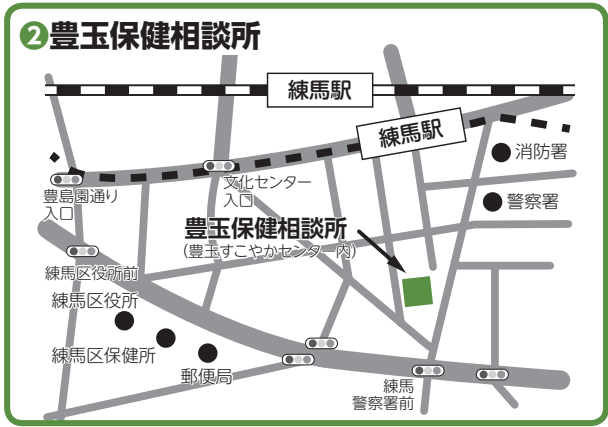 ❷豊玉保健相談所
練馬駅
練馬駅
消防署
文化センター
入口
豊島園通り
入口
警察署
豊玉保健相談所
(豊玉すこやかセンター内)
練馬区役所前
練馬区役所
練馬区保健所
郵便局
練馬
警察署前